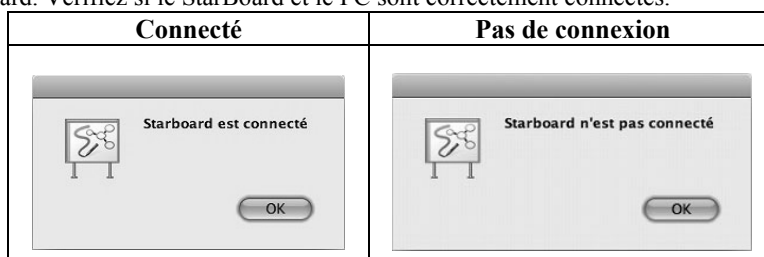 Vérifiez si le StarBoard et le PC sont correctement connectés.
Connecté
Pas de connexion
Starboard est connecté
OK
Starboard n'est pas connecté
OK